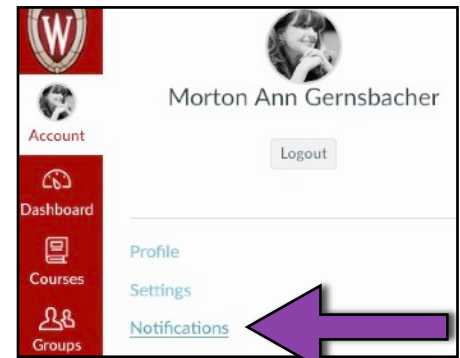 W
Morton Ann Gernsbacher
Account
Logout
Dashboard
Profile
Courses
Settings
Notifications
Groups